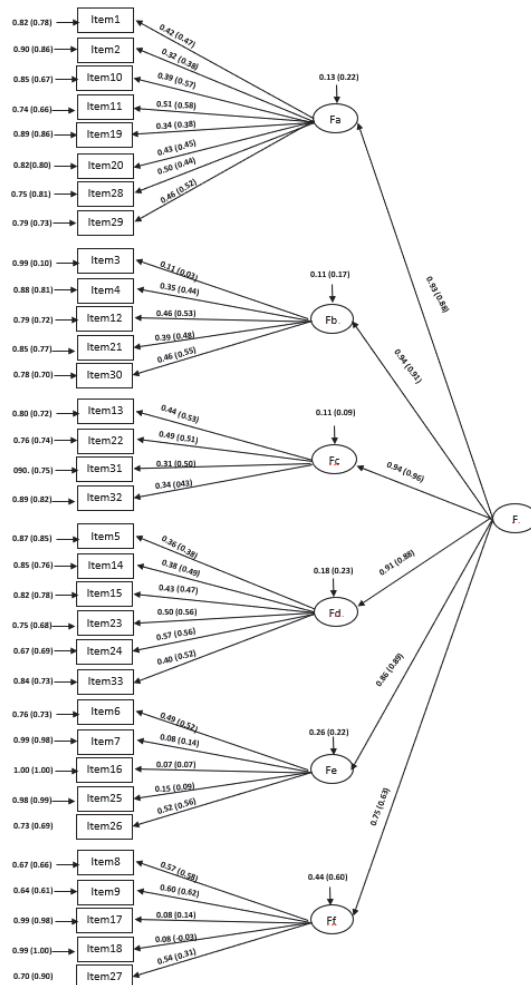 0.82 (0.78) Item1 0.42 (0.47)
0.90 (0.86) Item2 0.32 (0.38)
0.85 (0.67) Item10 0.39 (0.57)
0.74 (0.66) Item11 0.51 (0.58)
0.89 (0.86) Item19 0.34 (0.38)
0.82(0.80) Item20 0.43 (0.45)
0.75 (0.81) Item28 0.50 (0.44)
0.79 (0.73) Item29 0.46 (0.52)
0.13 (0.22)
Fa
0.93 (0.88)
0.99 (0.10) Item3 0.11 (0.03)
0.88 (0.81) Item4 0.35 (0.44)
0.79 (0.72) Item12 0.46 (0.53)
0.85 (0.77) Item21 0.39 (0.48)
0.78 (0.70) Item30 0.46 (0.55)
0.11 (0.17)
Fb.
0.94 (0.91)
0.80 (0.72) Item13 0.44 (0.53)
0.76 (0.74) Item22 0.49 (0.51)
090. (0.75) Item31 0.31 (0.50)
0.89 (0.82) Item32 0.34 (043)
0.11 (0.09)
Fc
0.94 (0.96)
F.
0.87 (0.85) Item5 0.36 (0.38)
0.85 (0.76) Item14 0.38 (0.49)
0.82 (0.78) Item15 0.43 (0.47)
0.75 (0.68) Item23 0.50 (0.56)
0.67 (0.69) Item24 0.57 (0.56)
0.84 (0.73) Item33 0.40 (0.52)
0.18 (0.23)
Fd.
0.91 (0.88)
0.76 (0.73) Item6 0.49 (0.52)
0.99 (0.98) Item7 0.08 (0.14)
1.00 (1.00) Item16 0.07 (0.07)
0.98 (0.99) Item25 0.15 (0.09)
0.73 (0.69) Item26 0.52 (0.56)
0.26 (0.22)
Fe
0.86 (0.89)
0.67 (0.66) Item8 0.57 (0.58)
0.64 (0.61) Item9 0.60 (0.62)
0.99 (0.98) Item17 0.08 (0.14)
0.99 (1.00) Item18 0.08 (-0.03)
0.70 (0.90) Item27 0.54 (0.31)
0.44 (0.60)
Ff
0.75 (0.63)